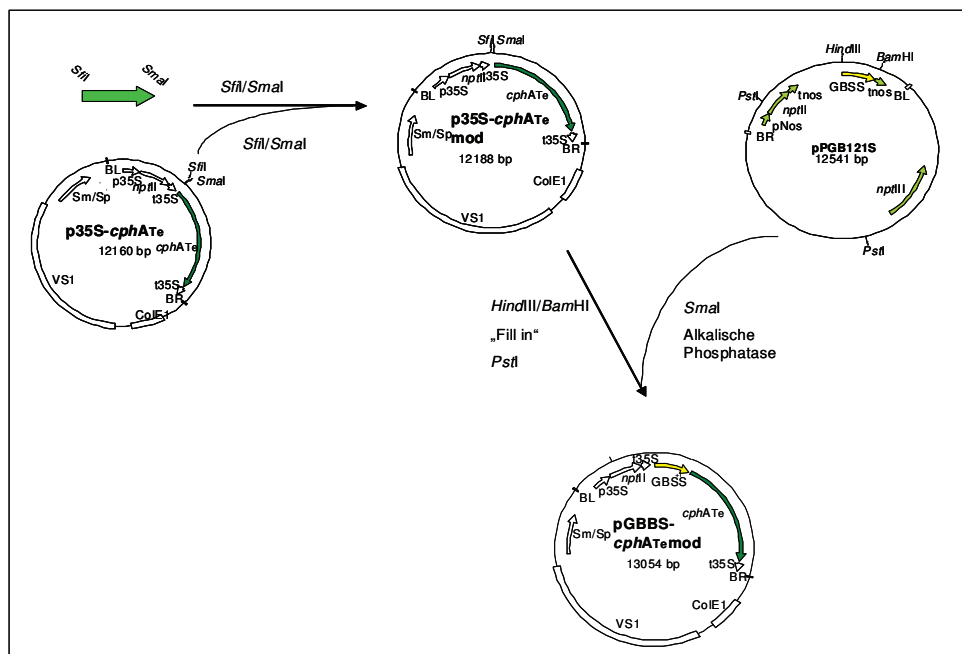 SfiI
SmaI
SfiI/SmaI
SfiI/SmaI
SfiI
SmaI
BL
p35S
nptII
t35S
Sm/Sp
p35S-cphATe
12160 bp
cphATe
VS1
t35S
BR
ColE1
SfiI SmaI
BL
p35S
nptII
t35S
cphATe
Sm/Sp
p35S-cphATe
mod
12188 bp
t35S
BR
ColE1
VS1
HindIII
BamHI
GBSS
tnos
BL
PstI
tnos
nptII
pNos
BR
pPGB121S
12541 bp
nptIII
PstI
HindIII/BamHI
„Fill in“
PstI
SmaI
Alkalische
Phosphatase
t35S
nptII
p35S
GBSS
BL
cphATe
Sm/Sp
pGBBS-
cphATemod
13054 bp
t35S
BR
ColE1
VS1